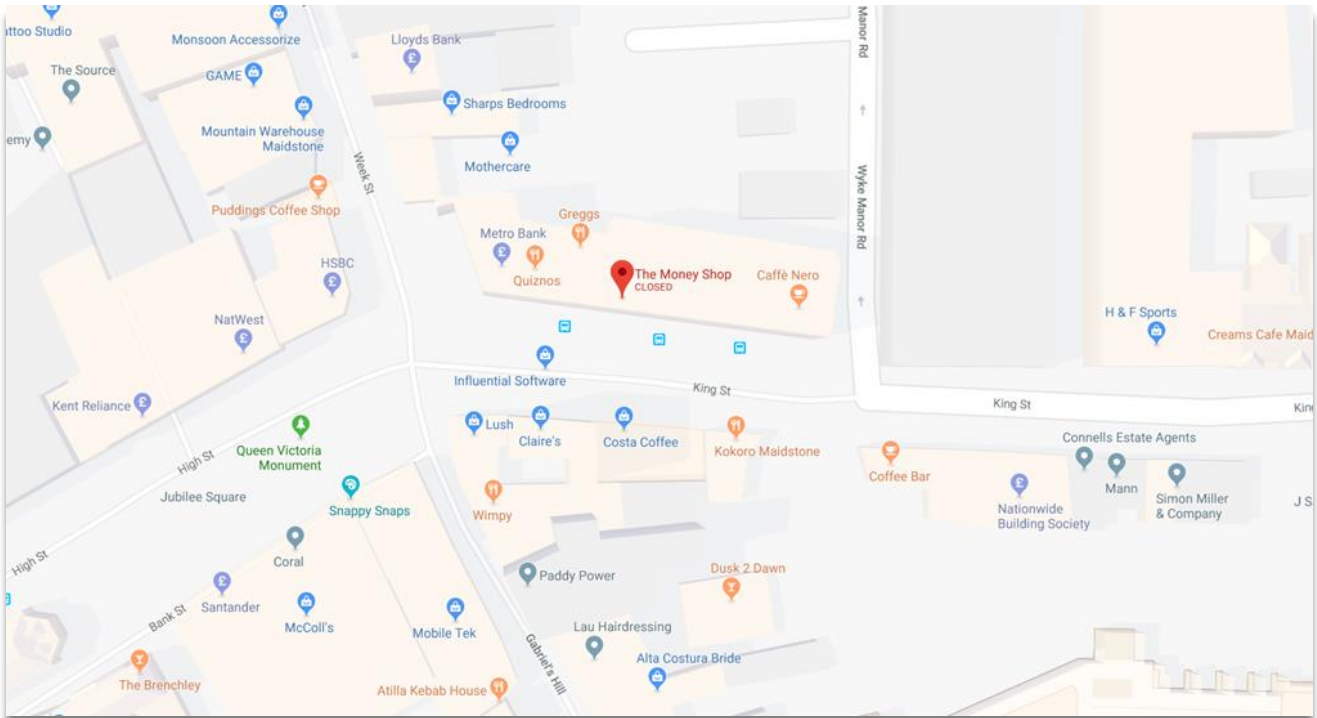 attoo Studio
Monsoon Accessorize
Lloyds Bank
Manor Rd
The Source
GAME
Sharps Bedrooms
Mountain Warehouse
Maidstone
emy
Mothercare
Week St
Puddings Coffee Shop
Wyke Manor Rd
Greggs
Metro Bank
Quiznos
HSBC
The Money Shop
CLOSED
Caffè Nero
NatWest
H & F Sports
Creams Cafe Maid
Influential Software
King St
King St
Kin
Kent Reliance
Lush
Claire's
Costa Coffee
Kokoro Maidstone
Connells Estate Agents
Queen Victoria
Monument
High St
Coffee Bar
Mann
Jubilee Square
Snappy Snaps
Wimpy
Nationwide
Building Society
Simon Miller
& Company
J S
High St
Coral
Paddy Power
Dusk 2 Dawn
Santander
Bank St
McColl's
Mobile Tek
Lau Hairdressing
Gabriel's Hill
Alta Costura Bride
The Brenchley
Atilla Kebab House